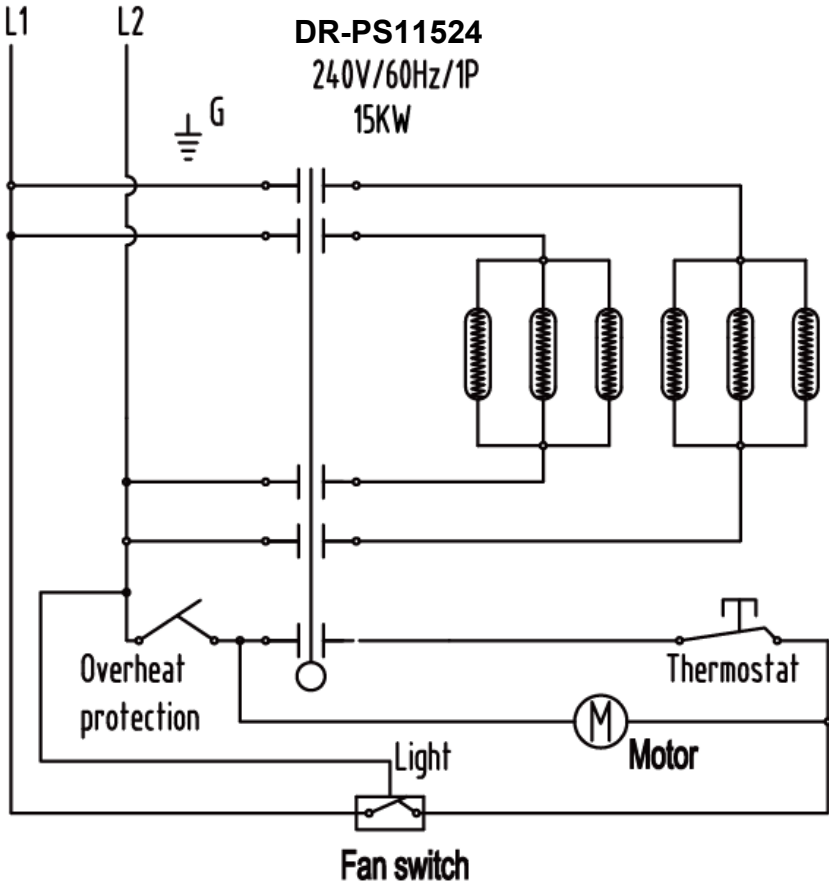 L1
L2
DR-PS11524
240V/60Hz/1P
15KW
G
Overheat
protection
Thermostat
M
Motor
Light
Fan switch